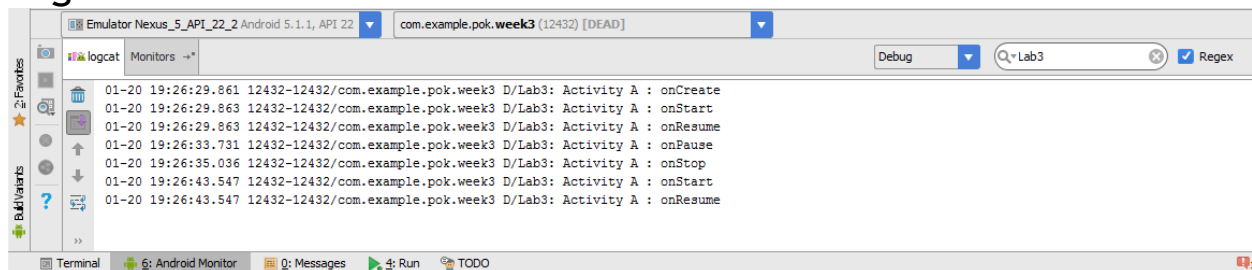 Emulator Nexus_5_API_22_2 Android 5.1.1, API 22 com.example.pok.week3 (12432) [DEAD]
logcat Monitors Debug Lab3 Regex
01-20 19:26:29.861 12432-12432/com.example.pok.week3 D/Lab3: Activity A : onCreate
01-20 19:26:29.863 12432-12432/com.example.pok.week3 D/Lab3: Activity A : onStart
01-20 19:26:29.863 12432-12432/com.example.pok.week3 D/Lab3: Activity A : onResume
01-20 19:26:33.731 12432-12432/com.example.pok.week3 D/Lab3: Activity A : onPause
01-20 19:26:35.036 12432-12432/com.example.pok.week3 D/Lab3: Activity A : onStop
01-20 19:26:43.547 12432-12432/com.example.pok.week3 D/Lab3: Activity A : onStart
01-20 19:26:43.547 12432-12432/com.example.pok.week3 D/Lab3: Activity A : onResume
2: Favorites
Build Variants
?
>>
Terminal 6: Android Monitor 0: Messages 4: Run TODO